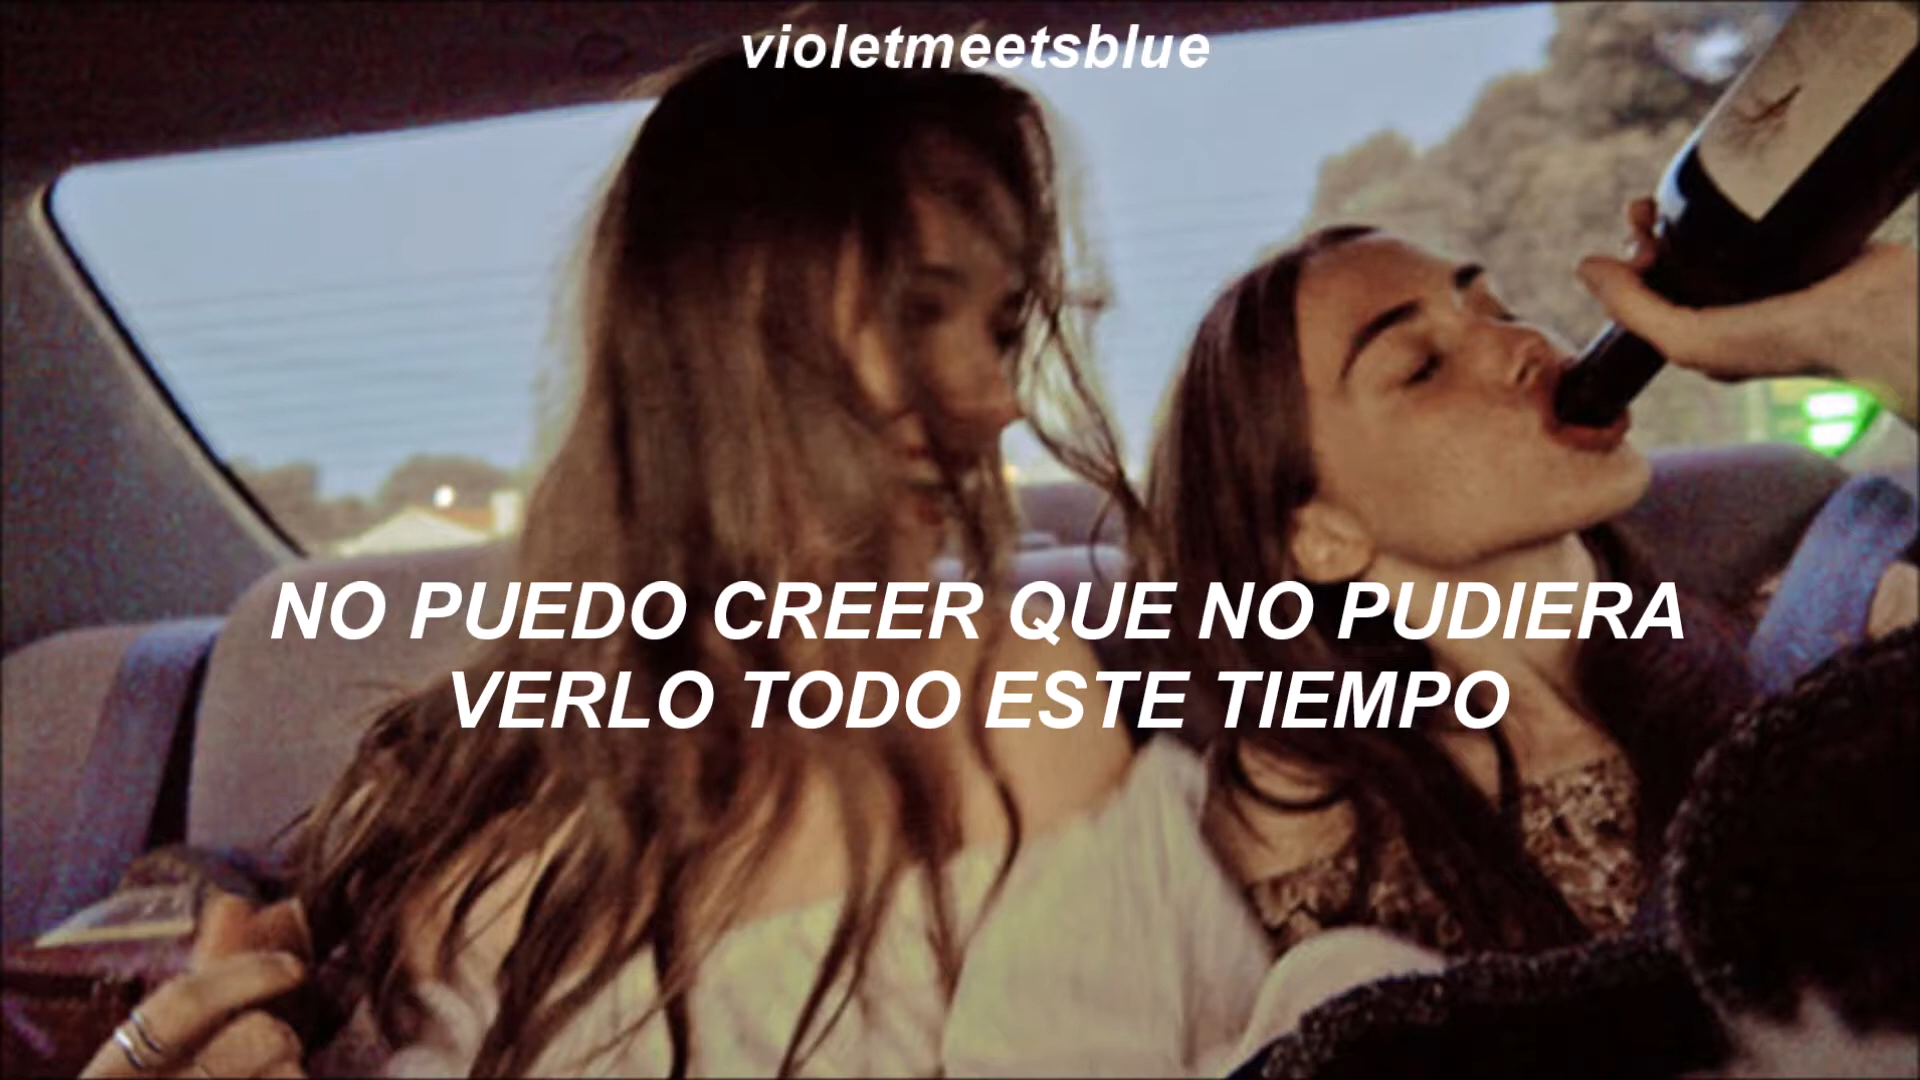 violetmeetsblue
NO PUEDO CREER QUE NO PUDIERA
VERLO TODO ESTE TIEMPO